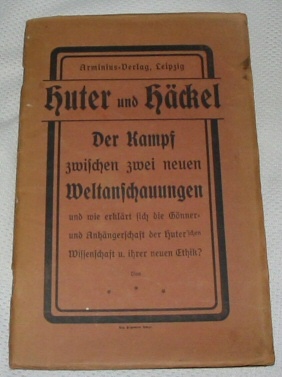 Arminius-Verlag, Leipzig
Huter und Häckel
Der Kampf
zwischen zwei neuen
Weltanschauungen
und wie erklärt sich die Gönner-
und Anhängerschaft der Huter'schen
Wissenschaft u. ihrer neuen Ethik?
Von
* * *